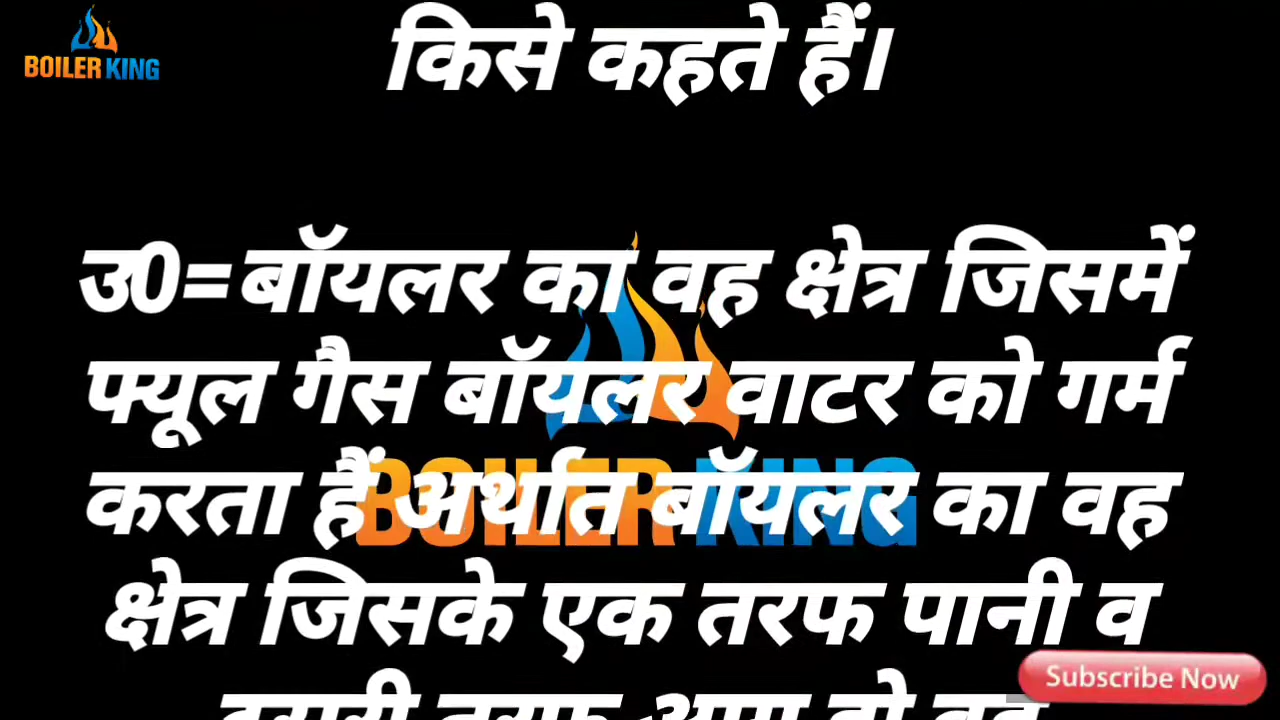 BOILER KING
किसे कहते हैं।
उ0=बॉयलर का वह क्षेत्र जिसमें
फ्यूल गैस बॉयलर वाटर को गर्म
करता हैं अर्थात बॉयलर का वह
BOILER KING
क्षेत्र जिसके एक तरफ पानी व
Subscribe Now